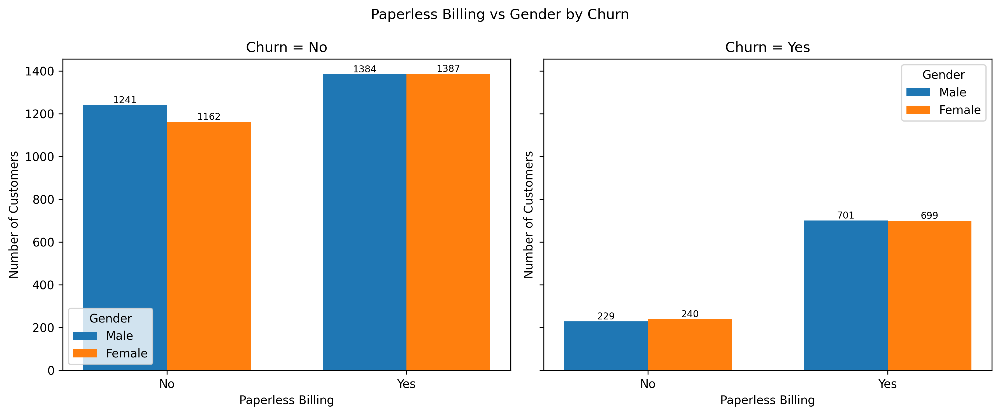 Paperless Billing vs Gender by Churn
Churn = No
Number of Customers
1400
1200
1000
800
600
400
200
0
1241
1162
1384
1387
Gender
Male
Female
No
Yes
Paperless Billing
Churn = Yes
Number of Customers
Gender
Male
Female
229
240
701
699
No
Yes
Paperless Billing